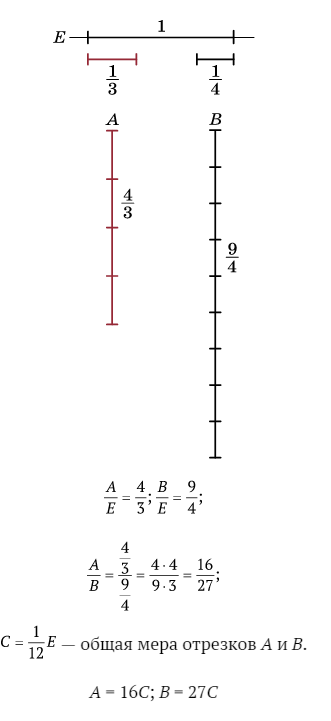 E 1
1/3 1/4
A B
4/3
9/4
A/E = 4/3; B/E = 9/4;
A/B = (4/3)/(9/4) = (4 · 4)/(9 · 3) = 16/27;
C = 1/12 E — общая мера отрезков A и B.
A = 16C; B = 27C